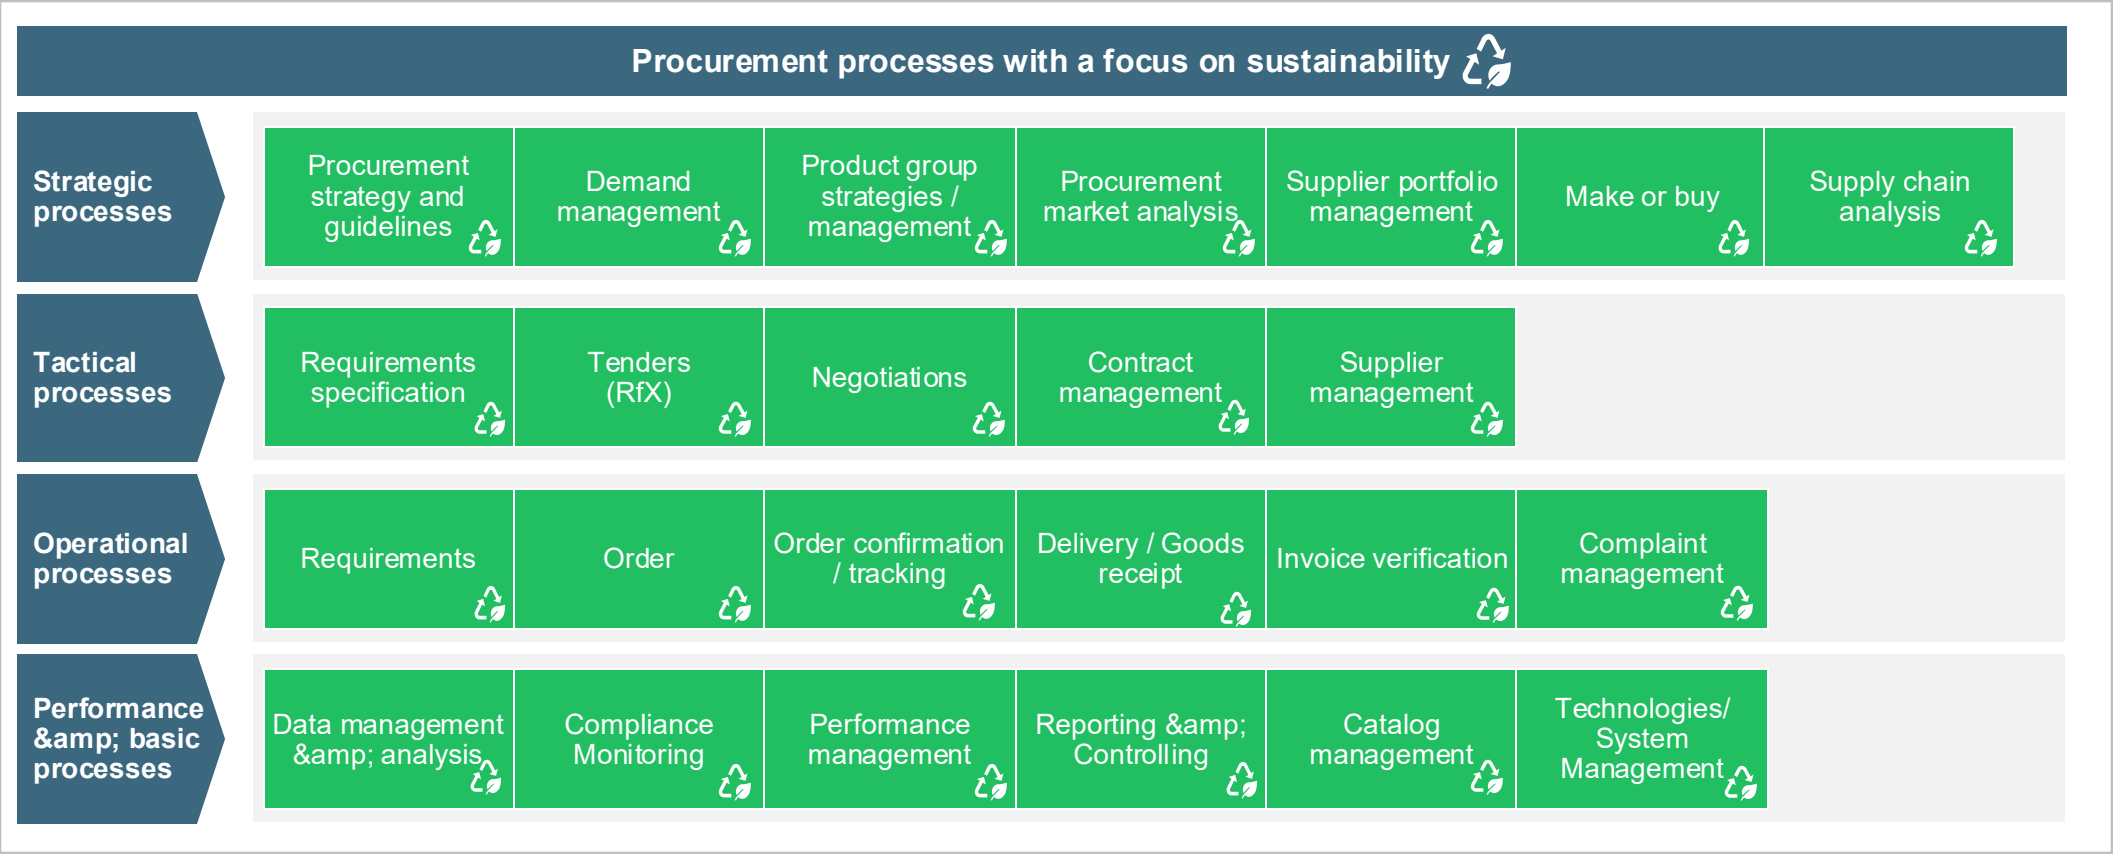 Procurement processes with a focus on sustainability
Strategic
processes
Procurement
strategy and
guidelines
Demand
management
Product group
strategies /
management
Procurement
market analysis
Supplier portfolio
management
Make or buy
Supply chain
analysis
Tactical
processes
Requirements
specification
Tenders
(RfX)
Negotiations
Contract
management
Supplier
management
Operational
processes
Requirements
Order
Order confirmation
/ tracking
Delivery / Goods
receipt
Invoice verification
Complaint
management
Performance
&amp; basic
processes
Data management
&amp; analysis
Compliance
Monitoring
Performance
management
Reporting &amp;
Controlling
Catalog
management
Technologies/
System
Management